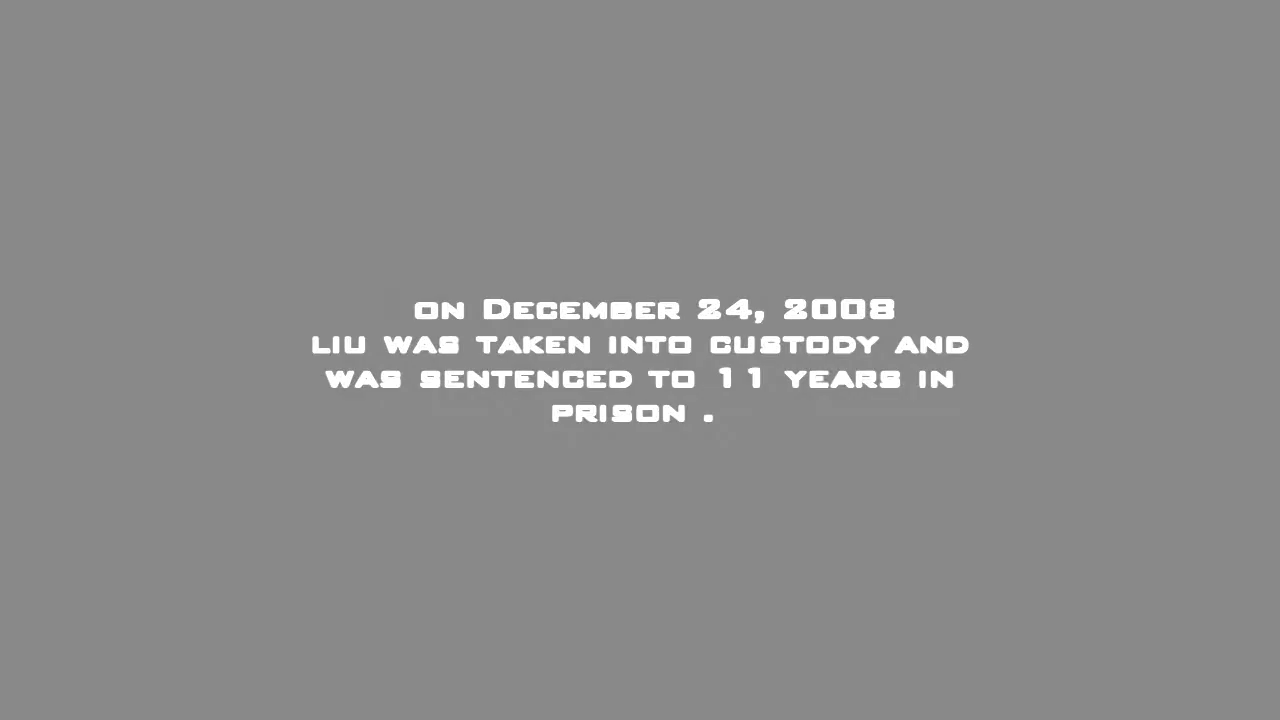 on December 24, 2008
liu was taken into custody and
was sentenced to 11 years in
prison .